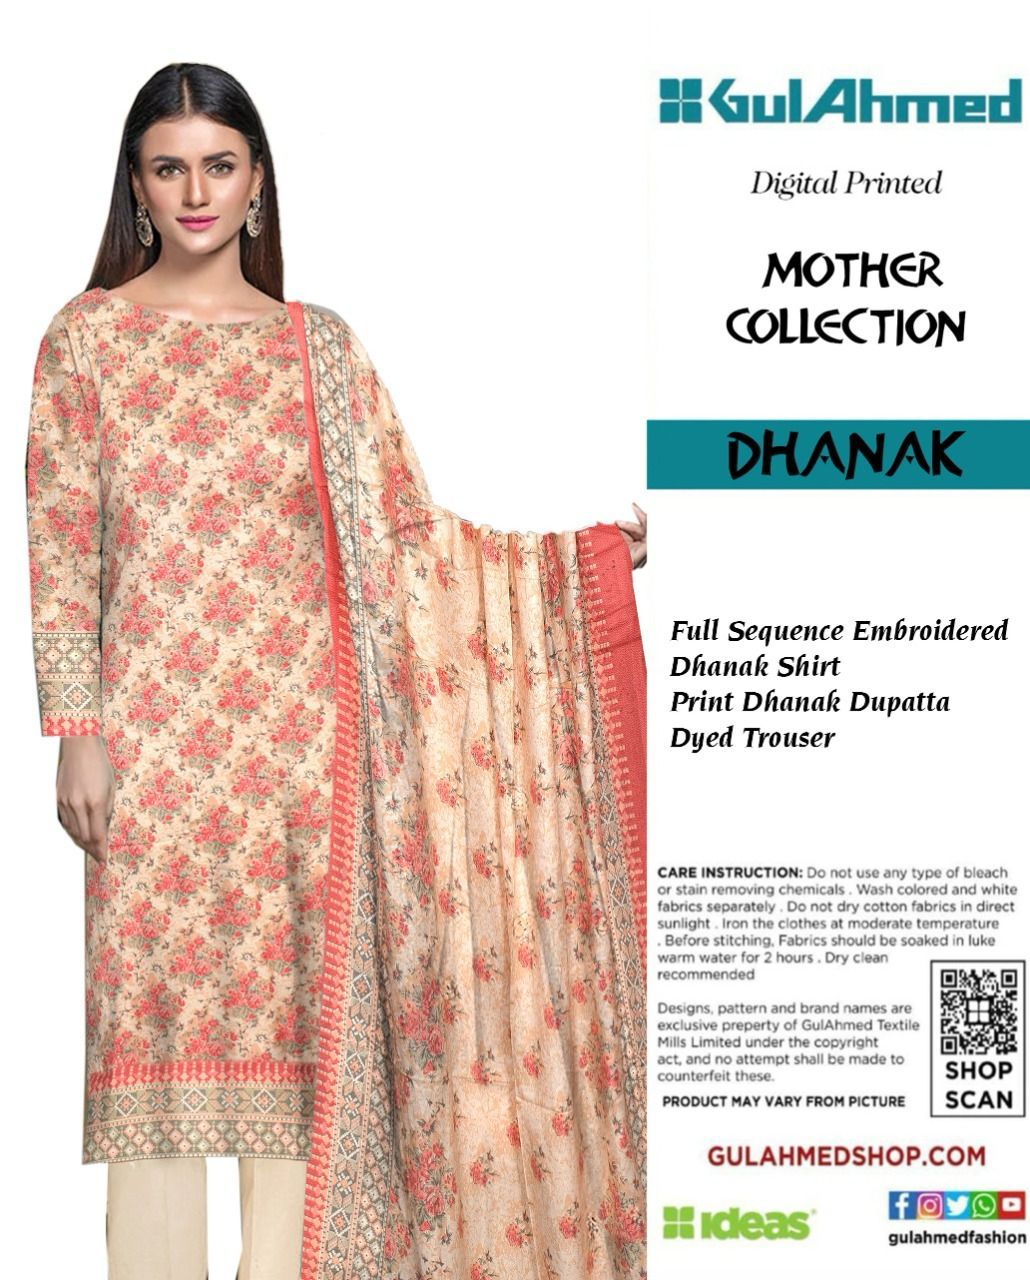 GulAhmed
Digital Printed
MOTHER
COLLECTION
DHANAK
Full Sequence Embroidered
Dhanak Shirt
Print Dhanak Dupatta
Dyed Trouser
CARE INSTRUCTION: Do not use any type of bleach
or stain removing chemicals . Wash colored and white
fabrics separately . Do not dry cotton fabrics in direct
sunlight . Iron the clothes at moderate temperature
. Before stitching, Fabrics should be soaked in luke
warm water for 2 hours . Dry clean
recommended
Designs, pattern and brand names are
exclusive preperty of GulAhmed Textile
Mills Limited under the copyright
act, and no attempt shall be made to
counterfeit these.
PRODUCT MAY VARY FROM PICTURE
SHOP
SCAN
GULAHMEDSHOP.COM
ideas
gulahmedfashion